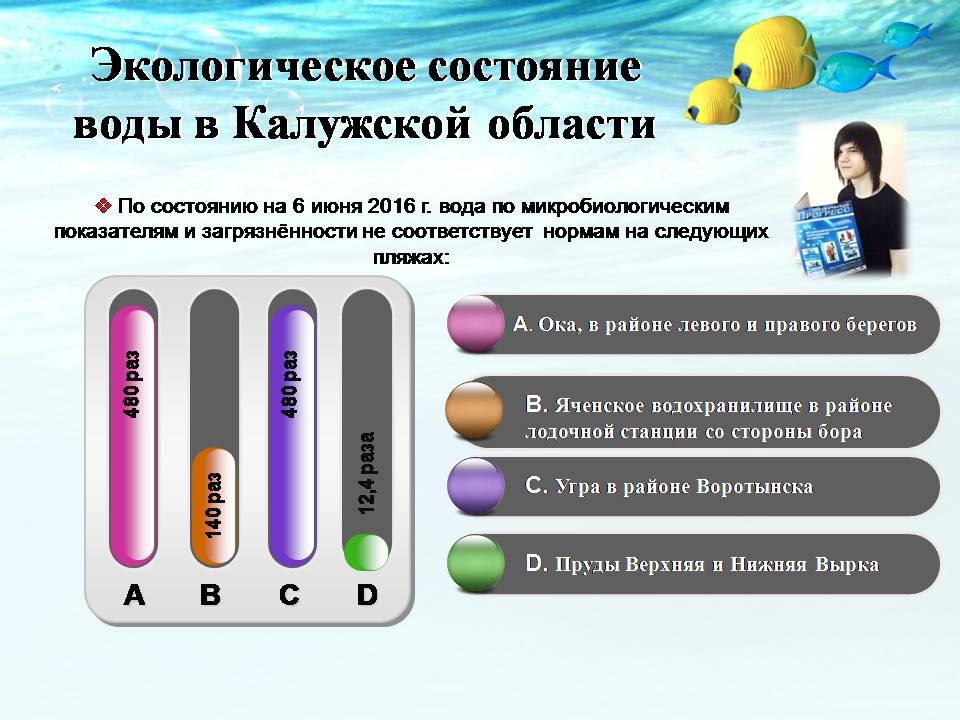 Экологическое состояние
воды в Калужской области
❖ По состоянию на 6 июня 2016 г. вода по микробиологическим
показателям и загрязнённости не соответствует нормам на следующих
пляжах:
480 раз
140 раз
480 раз
12,4 раза
A B C D
A. Ока, в районе левого и правого берегов
B. Яченское водохранилище в районе
лодочной станции со стороны бора
C. Угра в районе Воротынска
D. Пруды Верхняя и Нижняя Вырка
ПРОГРЕСС